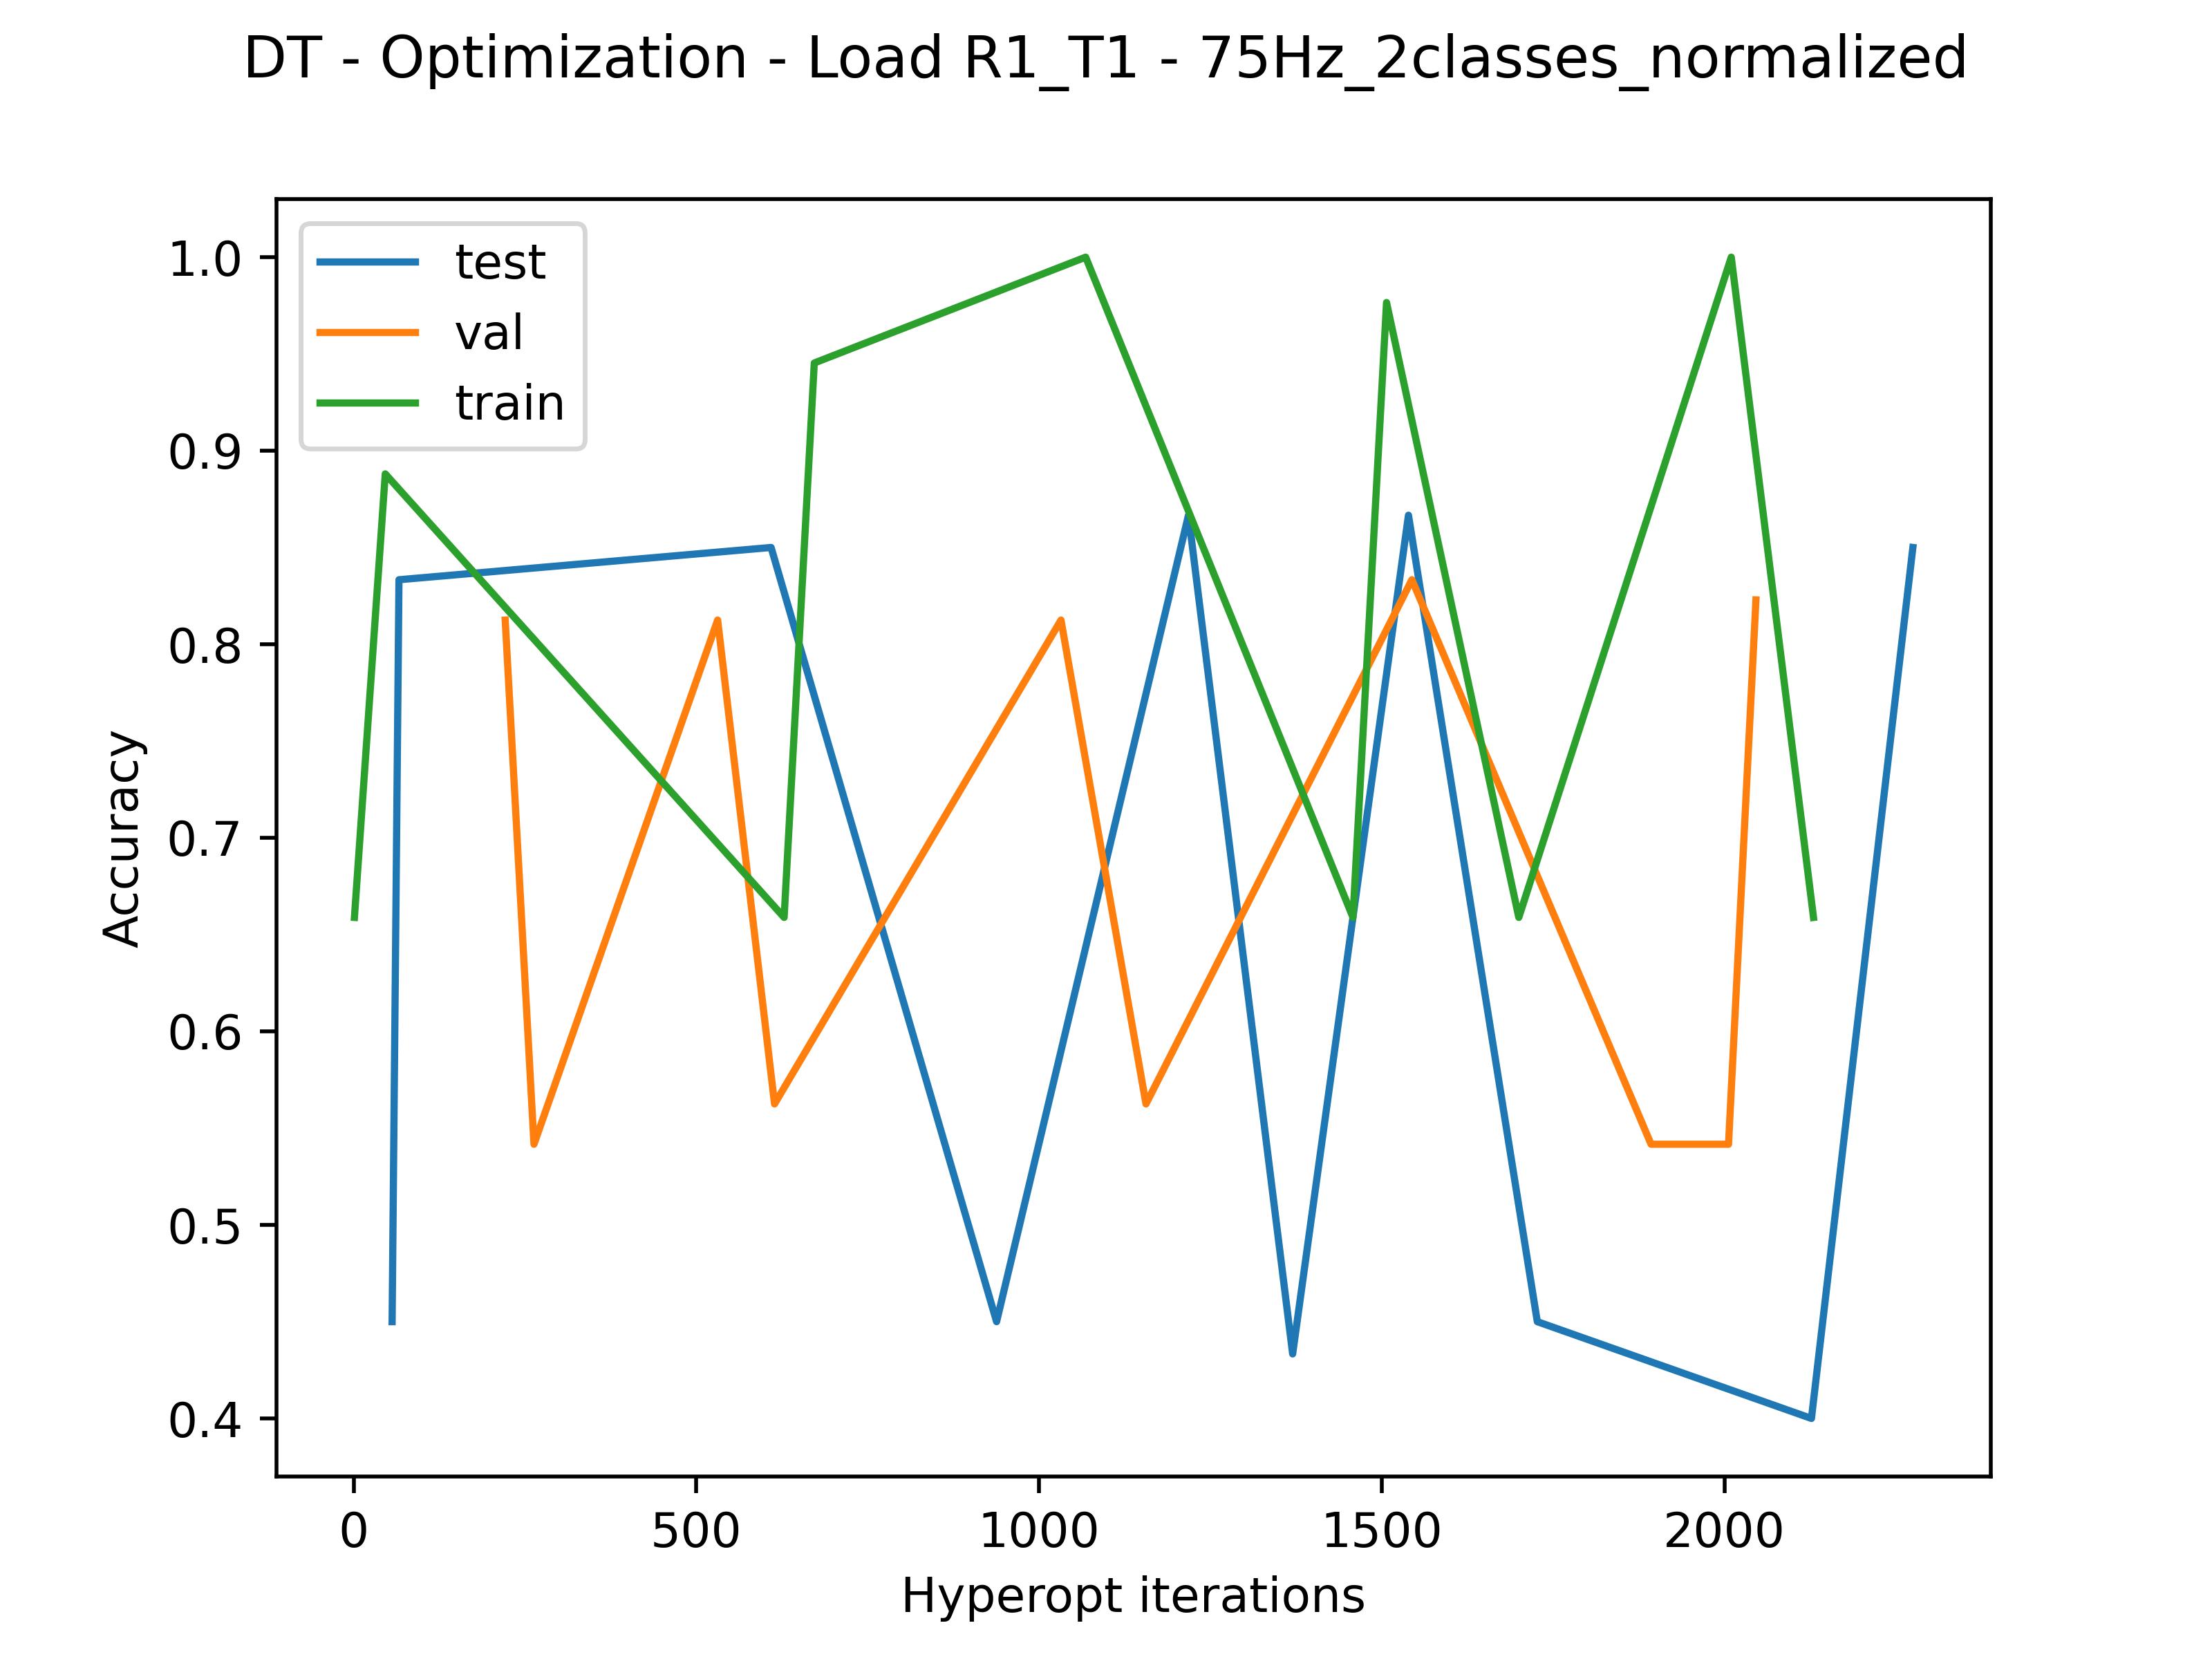 DT - Optimization - Load R1_T1 - 75Hz_2classes_normalized
test
val
train
1.0
0.9
0.8
0.7
0.6
0.5
0.4
Accuracy
0 500 1000 1500 2000
Hyperopt iterations